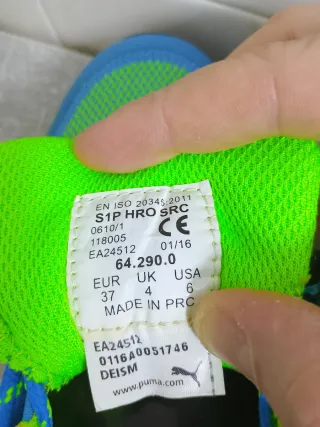 EN ISO 20345:2011
S1P HRO SRC
0610/1
118005 CE
EA24512 01/16
64.290.0
EUR UK USA
37 4 6
MADE IN PRC
EA24512
0116A0051746
DEISM
www.puma.com